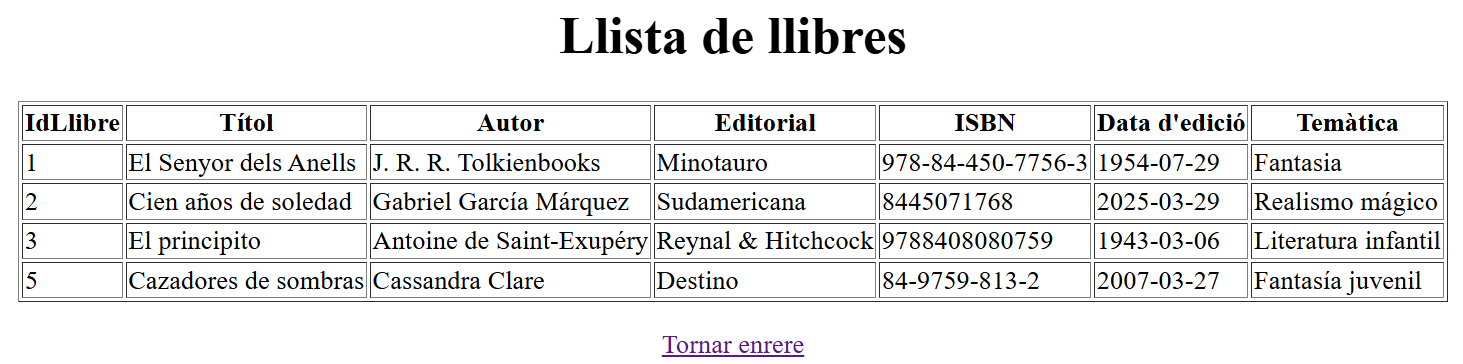 Llista de llibres
IdLlibre Títol Autor Editorial ISBN Data d'edició Temàtica
1 El Senyor dels Anells J. R. R. Tolkienbooks Minotauro 978-84-450-7756-3 1954-07-29 Fantasia
2 Cien años de soledad Gabriel García Márquez Sudamericana 8445071768 2025-03-29 Realismo mágico
3 El principito Antoine de Saint-Exupéry Reynal & Hitchcock 9788408080759 1943-03-06 Literatura infantil
5 Cazadores de sombras Cassandra Clare Destino 84-9759-813-2 2007-03-27 Fantasía juvenil
Tornar enrere